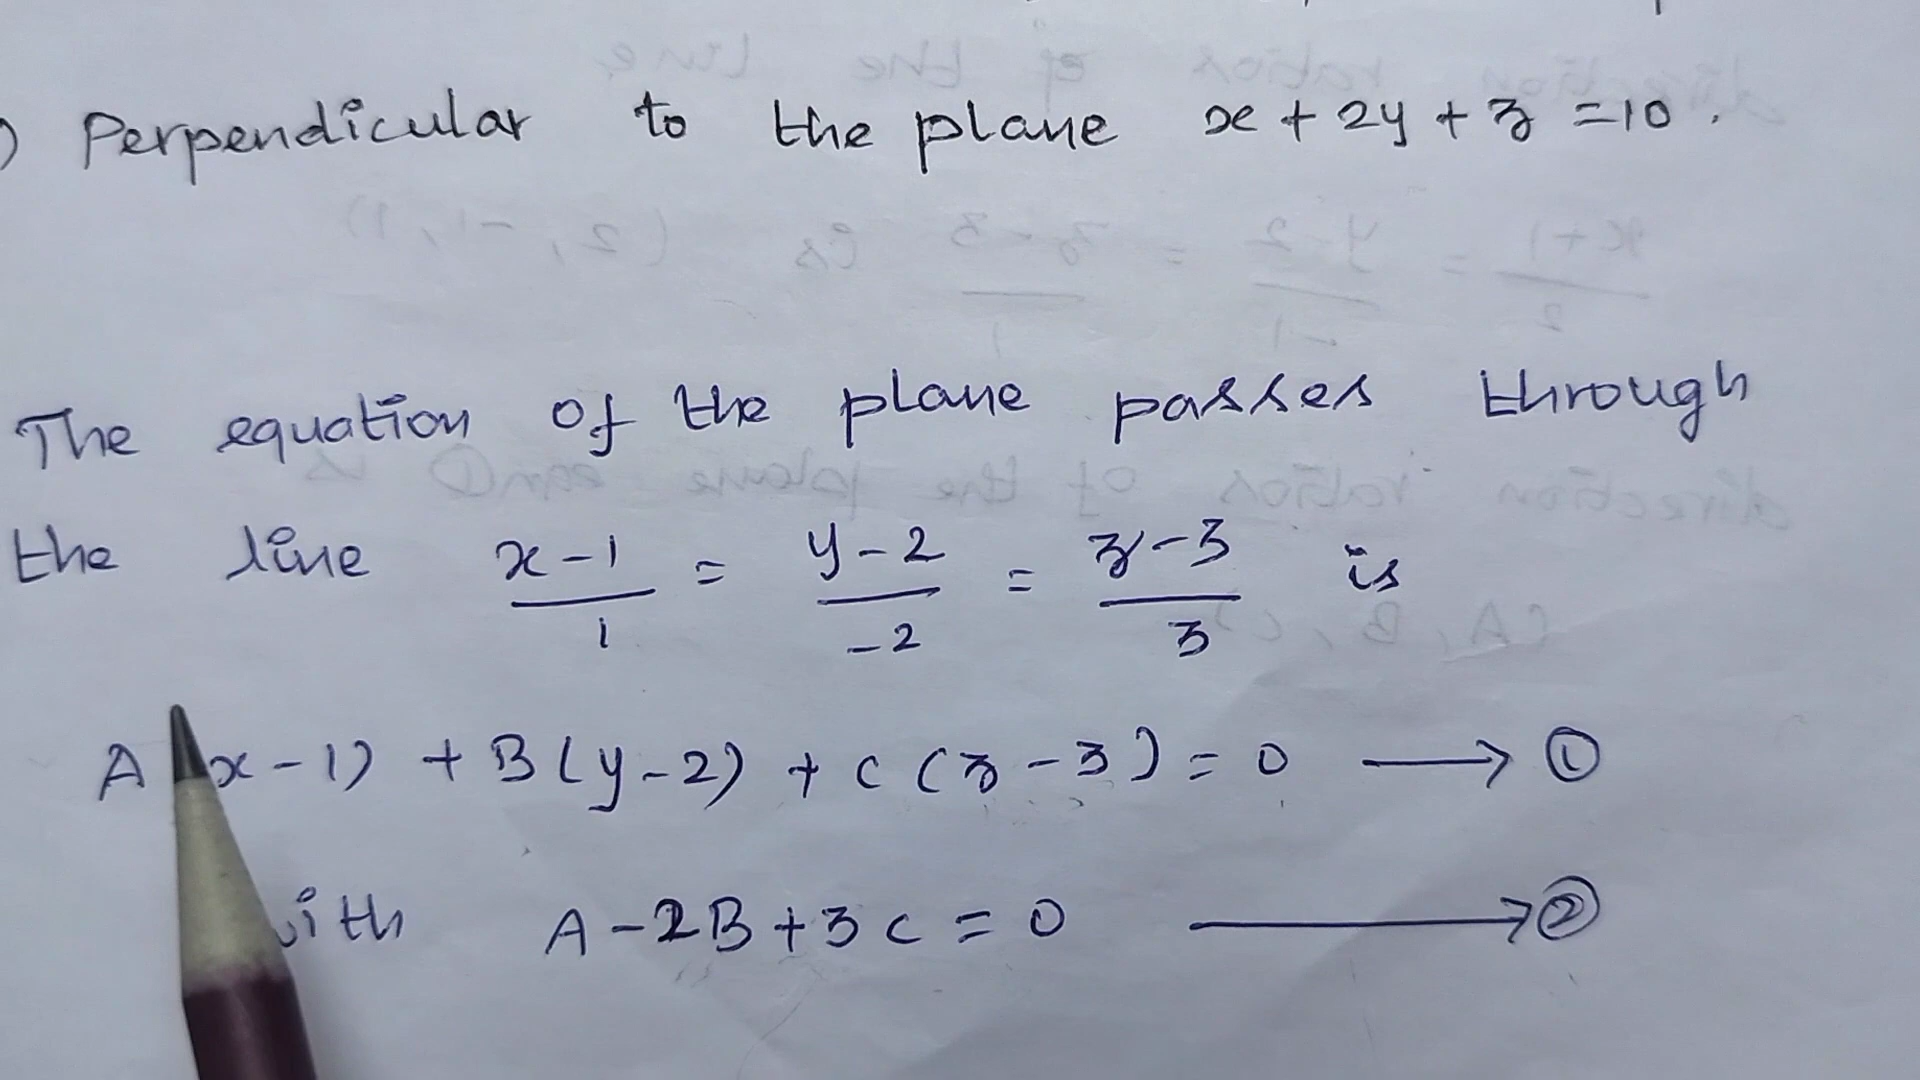 ) Perpendicular to the plane x + 2y + z = 10.
The equation of the plane passes through
the line x-1/1 = y-2/-2 = z-3/3 is
A(x-1) + B(y-2) + C(z-3) = 0 → ①
with A-2B+3C = 0 → ②